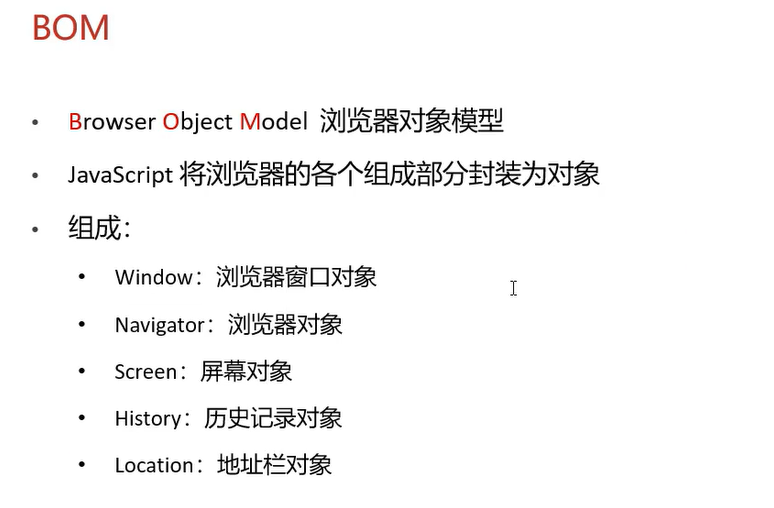 BOM
• Browser Object Model 浏览器对象模型
• JavaScript 将浏览器的各个组成部分封装为对象
• 组成：
• Window：浏览器窗口对象
• Navigator：浏览器对象
• Screen：屏幕对象
• History：历史记录对象
• Location：地址栏对象